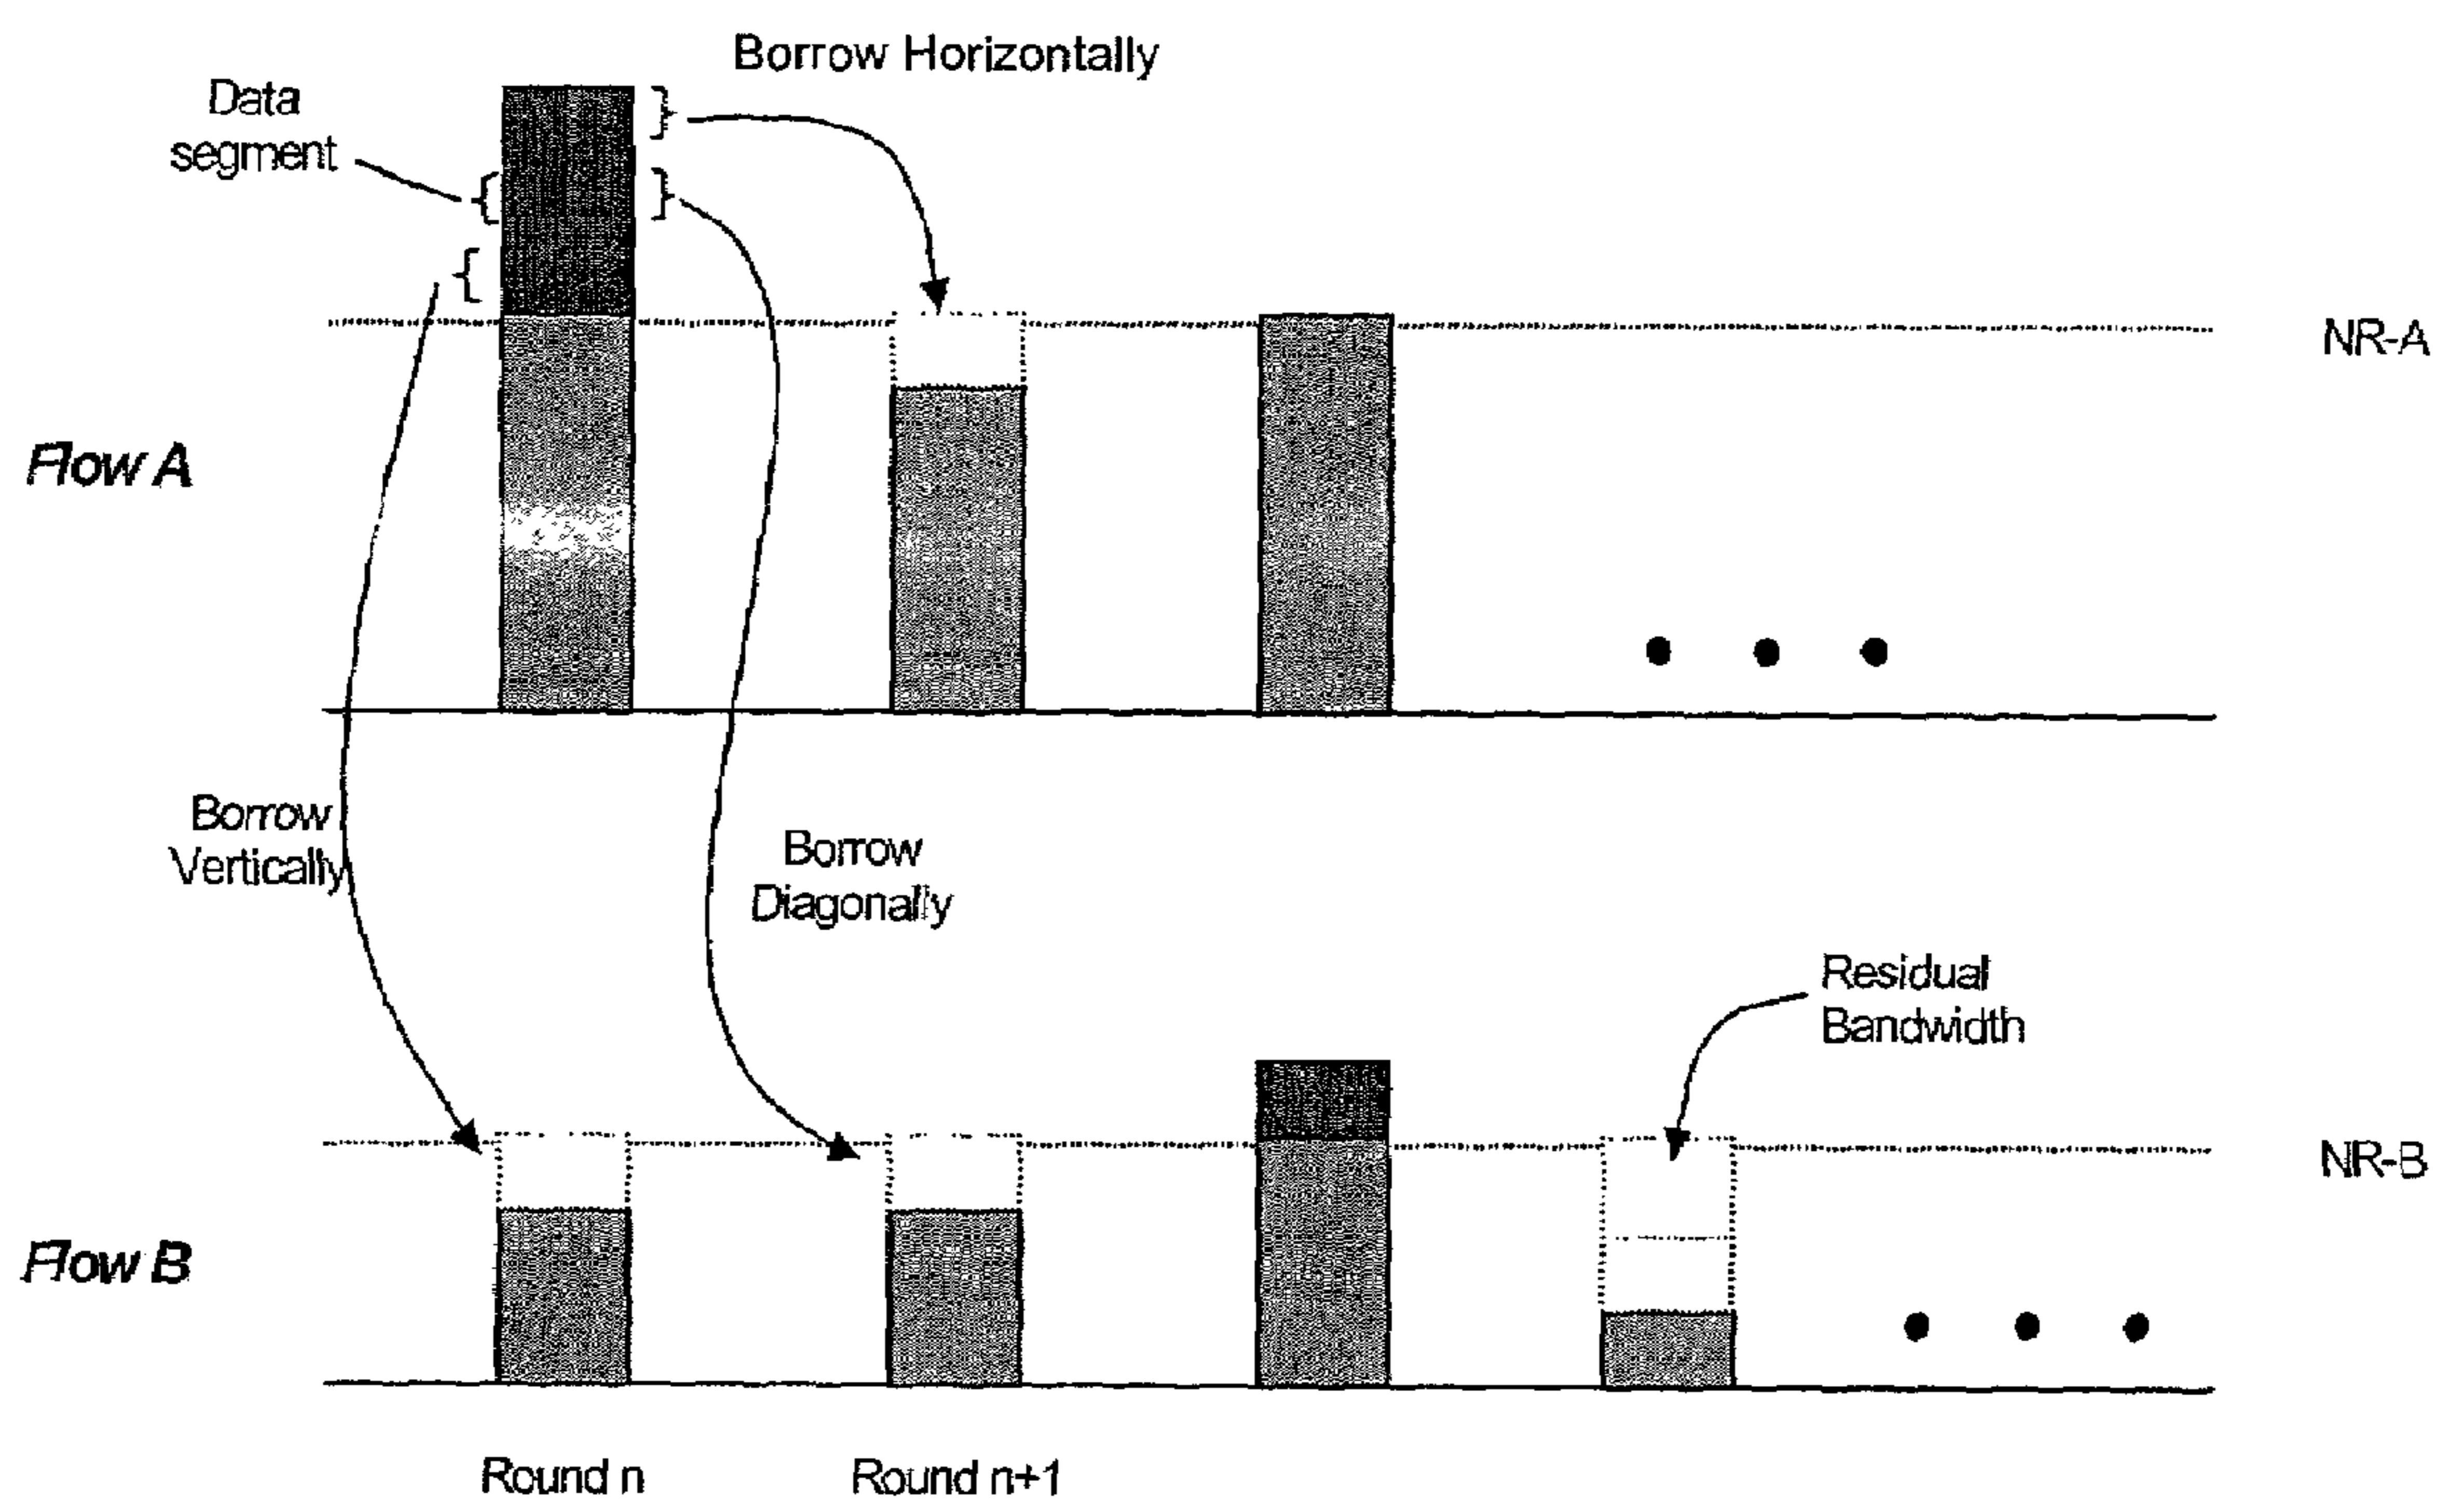 Borrow Horizontally
Data
segment
NR-A
Flow A
Borrow
Vertically
Borrow
Diagonally
Residual
Bandwidth
NR-B
Flow B
Round n
Round n+1